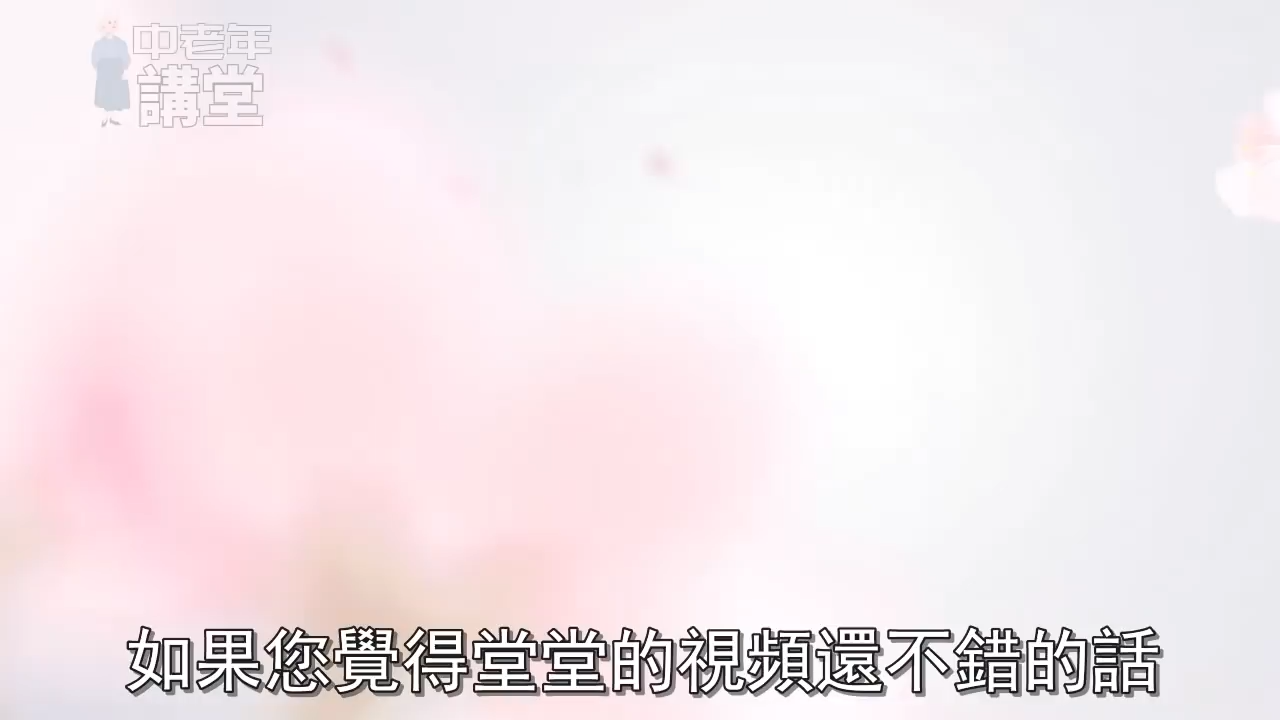 中老年
講堂
如果您覺得堂堂的視頻還不錯的話